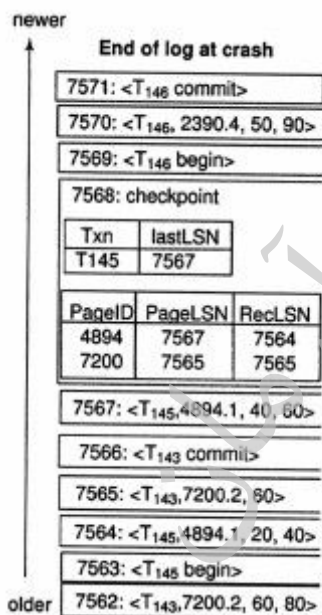 newer
End of log at crash
7571: <T146 commit>
7570: <T146, 2390.4, 50, 90>
7569: <T146 begin>
7568: checkpoint
Txn lastLSN
T145 7567
PageID PageLSN RecLSN
4894 7567 7564
7200 7565 7565
7567: <T145,4894.1, 40, 60>
7566: <T143 commit>
7565: <T143,7200.2, 60>
7564: <T145,4894.1, 20, 40>
7563: <T145 begin>
older 7562: <T143,7200.2, 60, 80>